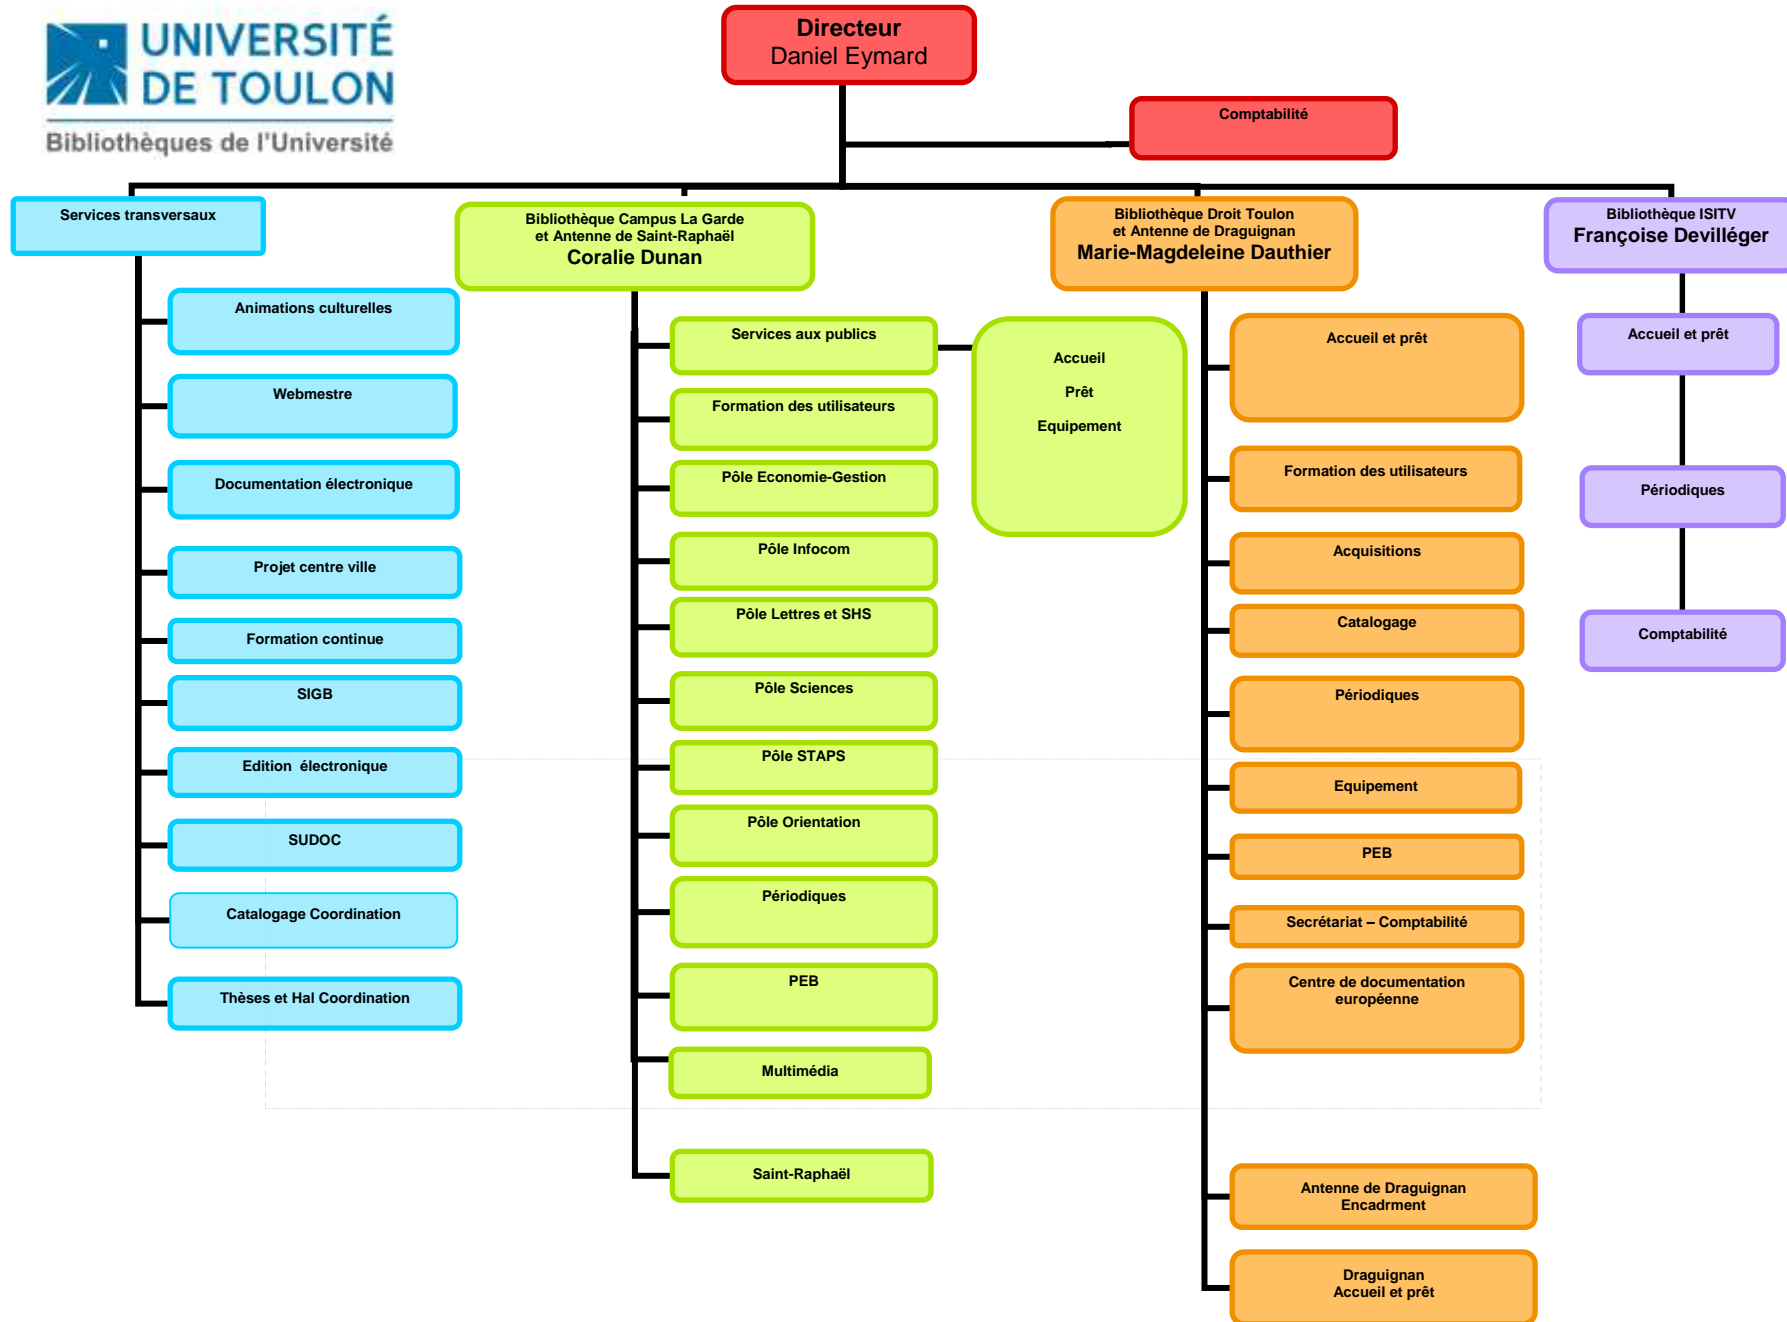 UNIVERSITÉ
DE TOULON
Bibliothèques de l'Université
Directeur
Daniel Eymard
Comptabilité
Services transversaux
Animations culturelles
Webmestre
Documentation électronique
Projet centre ville
Formation continue
SIGB
Edition électronique
SUDOC
Catalogage Coordination
Thèses et Hal Coordination
Bibliothèque Campus La Garde
et Antenne de Saint-Raphaël
Coralie Dunan
Services aux publics
Accueil
Prêt
Equipement
Formation des utilisateurs
Pôle Economie-Gestion
Pôle Infocom
Pôle Lettres et SHS
Pôle Sciences
Pôle STAPS
Pôle Orientation
Périodiques
PEB
Multimédia
Saint-Raphaël
Bibliothèque Droit Toulon
et Antenne de Draguignan
Marie-Magdeleine Dauthier
Accueil et prêt
Formation des utilisateurs
Acquisitions
Catalogage
Périodiques
Equipement
PEB
Secrétariat – Comptabilité
Centre de documentation
européenne
Antenne de Draguignan
Encadrment
Draguignan
Accueil et prêt
Bibliothèque ISITV
Françoise Devilléger
Accueil et prêt
Périodiques
Comptabilité